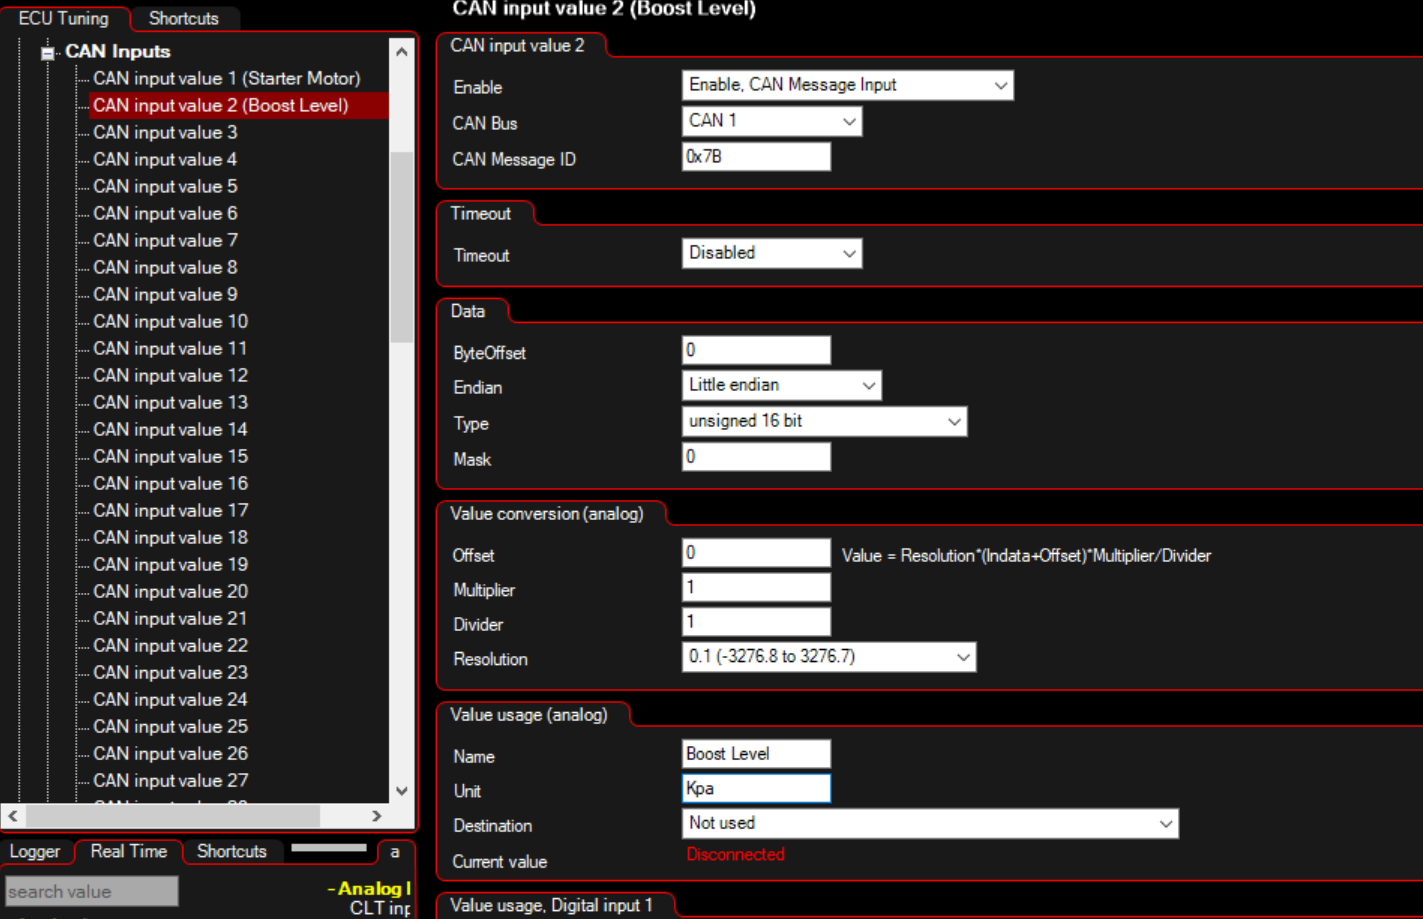 CAN input value 2 (Boost Level)
ECU Tuning
Shortcuts
CAN Inputs
CAN input value 1 (Starter Motor)
CAN input value 2 (Boost Level)
CAN input value 3
CAN input value 4
CAN input value 5
CAN input value 6
CAN input value 7
CAN input value 8
CAN input value 9
CAN input value 10
CAN input value 11
CAN input value 12
CAN input value 13
CAN input value 14
CAN input value 15
CAN input value 16
CAN input value 17
CAN input value 18
CAN input value 19
CAN input value 20
CAN input value 21
CAN input value 22
CAN input value 23
CAN input value 24
CAN input value 25
CAN input value 26
CAN input value 27
Logger
Real Time
Shortcuts
a
search value
- Analog I
CLT inp
CAN input value 2
Enable Enable, CAN Message Input
CAN Bus CAN 1
CAN Message ID 0x7B
Timeout
Timeout Disabled
Data
ByteOffset 0
Endian Little endian
Type unsigned 16 bit
Mask 0
Value conversion (analog)
Offset 0 Value = Resolution*(Indata+Offset)*Multiplier/Divider
Multiplier 1
Divider 1
Resolution 0.1 (-3276.8 to 3276.7)
Value usage (analog)
Name Boost Level
Unit Kpa
Destination Not used
Current value Disconnected
Value usage, Digital input 1